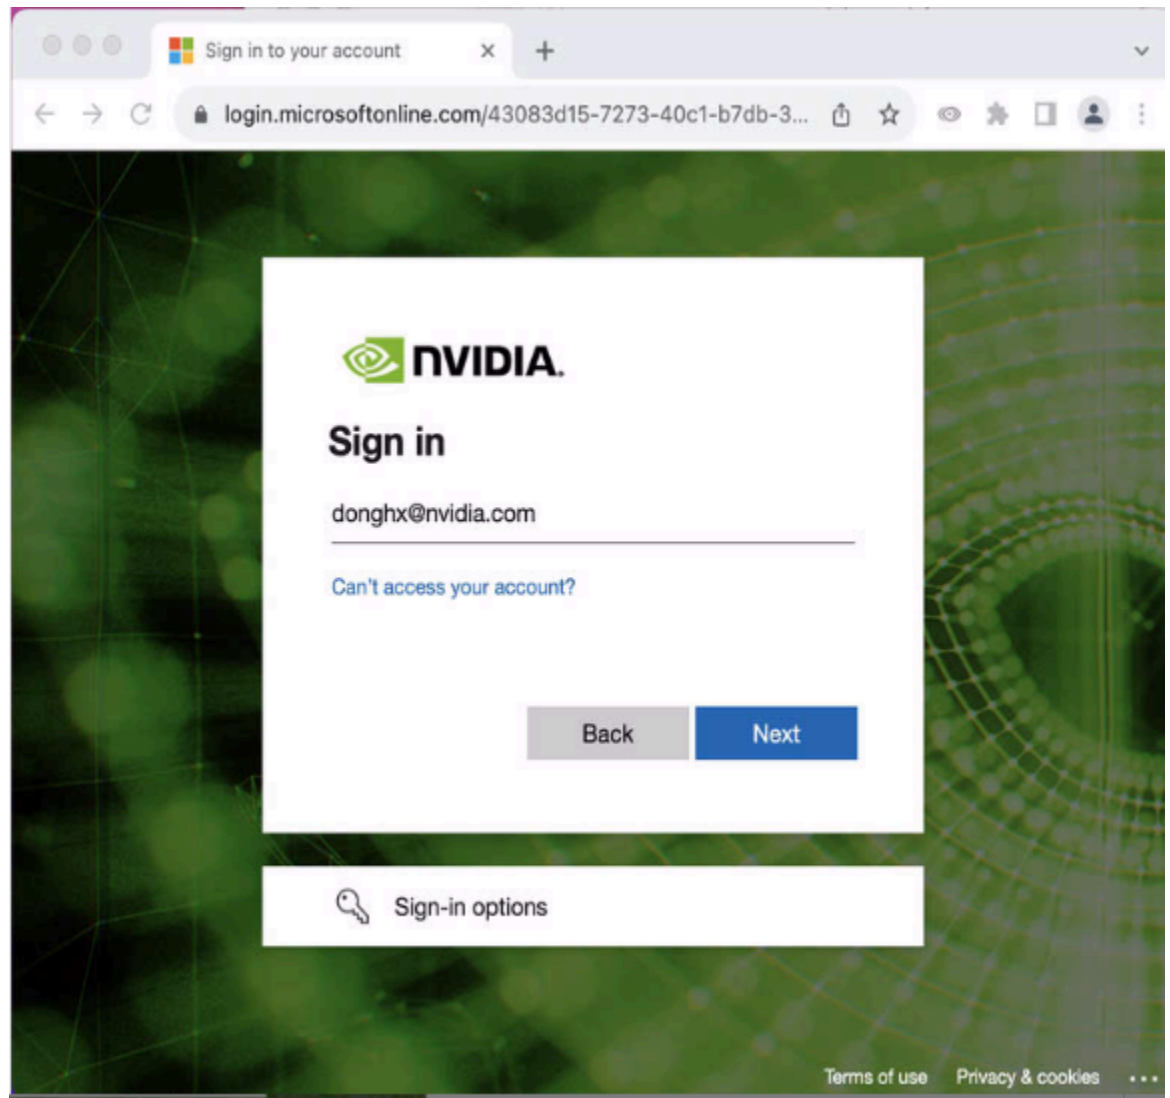 Sign in to your account
login.microsoftonline.com/43083d15-7273-40c1-b7db-3...
NVIDIA.
Sign in
donghx@nvidia.com
Can't access your account?
Back Next
Sign-in options
Terms of use Privacy & cookies ...